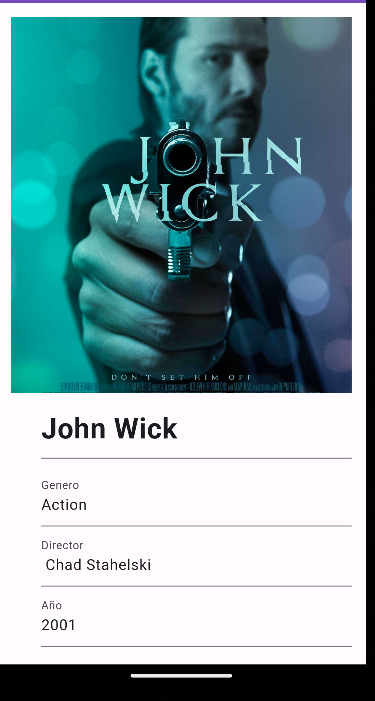 JOHN
WICK
DON'T SET HIM OFF
John Wick
Genero
Action
Director
Chad Stahelski
Año
2001